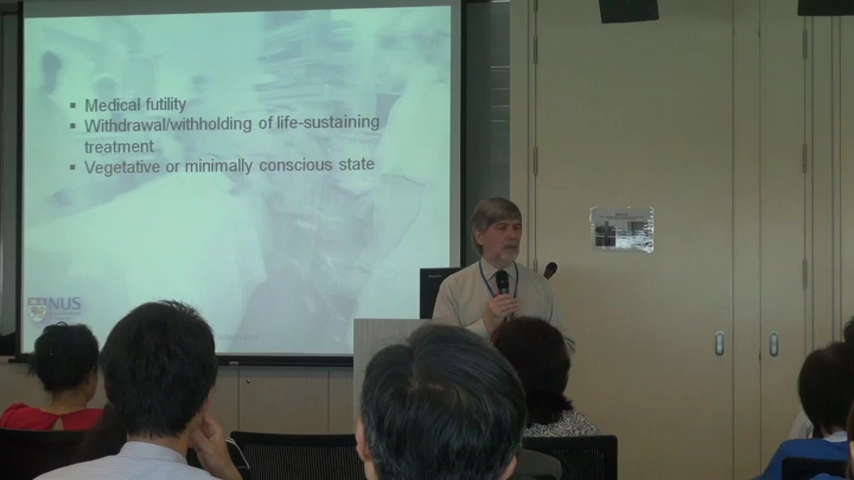 ▪ Medical futility
▪ Withdrawal/withholding of life-sustaining
treatment
▪ Vegetative or minimally conscious state
NUS